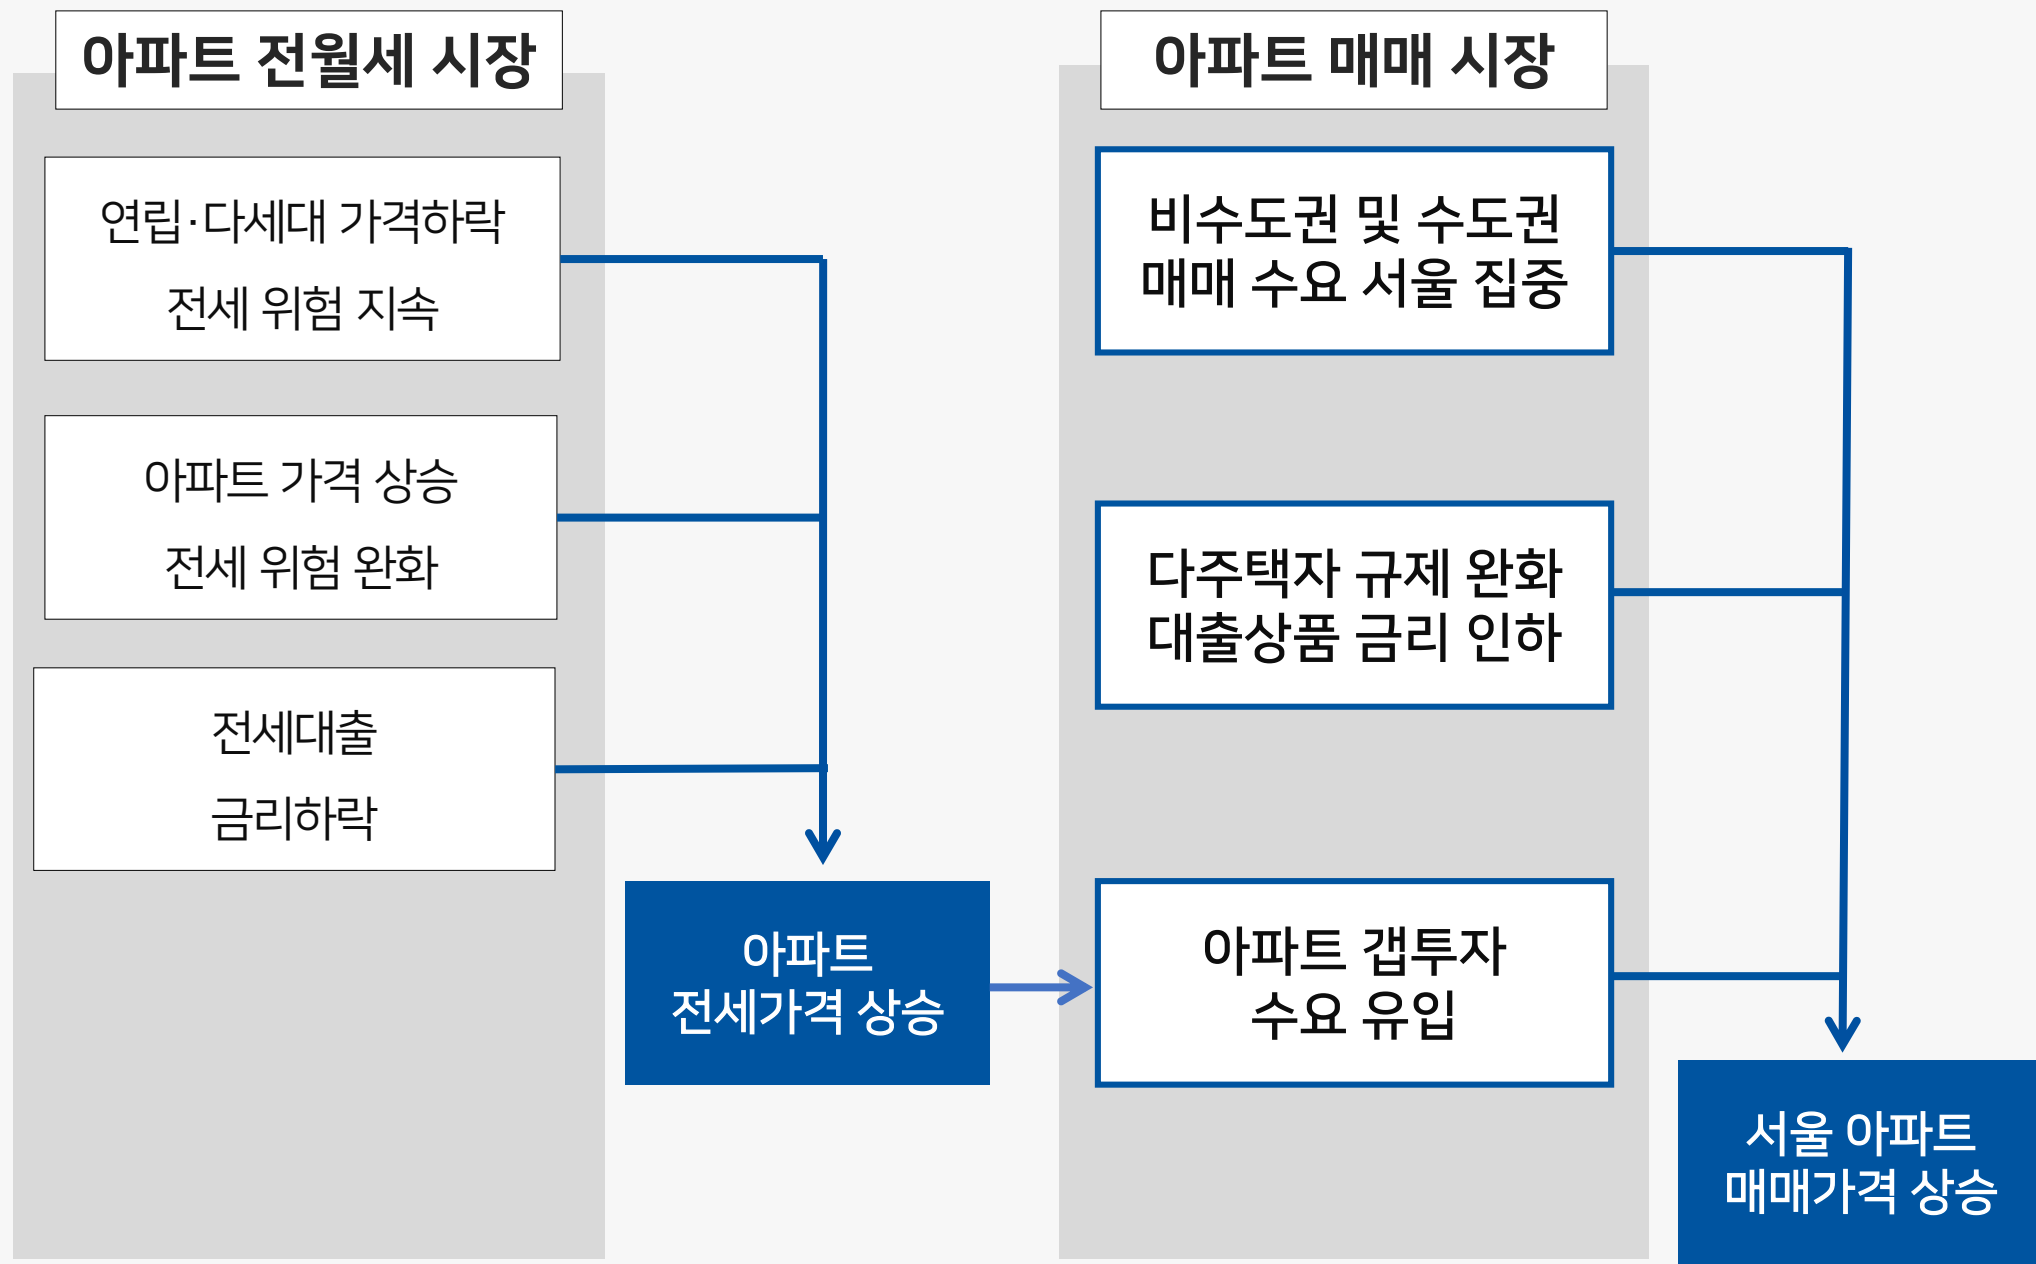 아파트 전월세 시장
연립·다세대 가격하락
전세 위험 지속
아파트 가격 상승
전세 위험 완화
전세대출
금리하락
아파트
전세가격 상승
아파트 매매 시장
비수도권 및 수도권
매매 수요 서울 집중
다주택자 규제 완화
대출상품 금리 인하
아파트 갭투자
수요 유입
서울 아파트
매매가격 상승